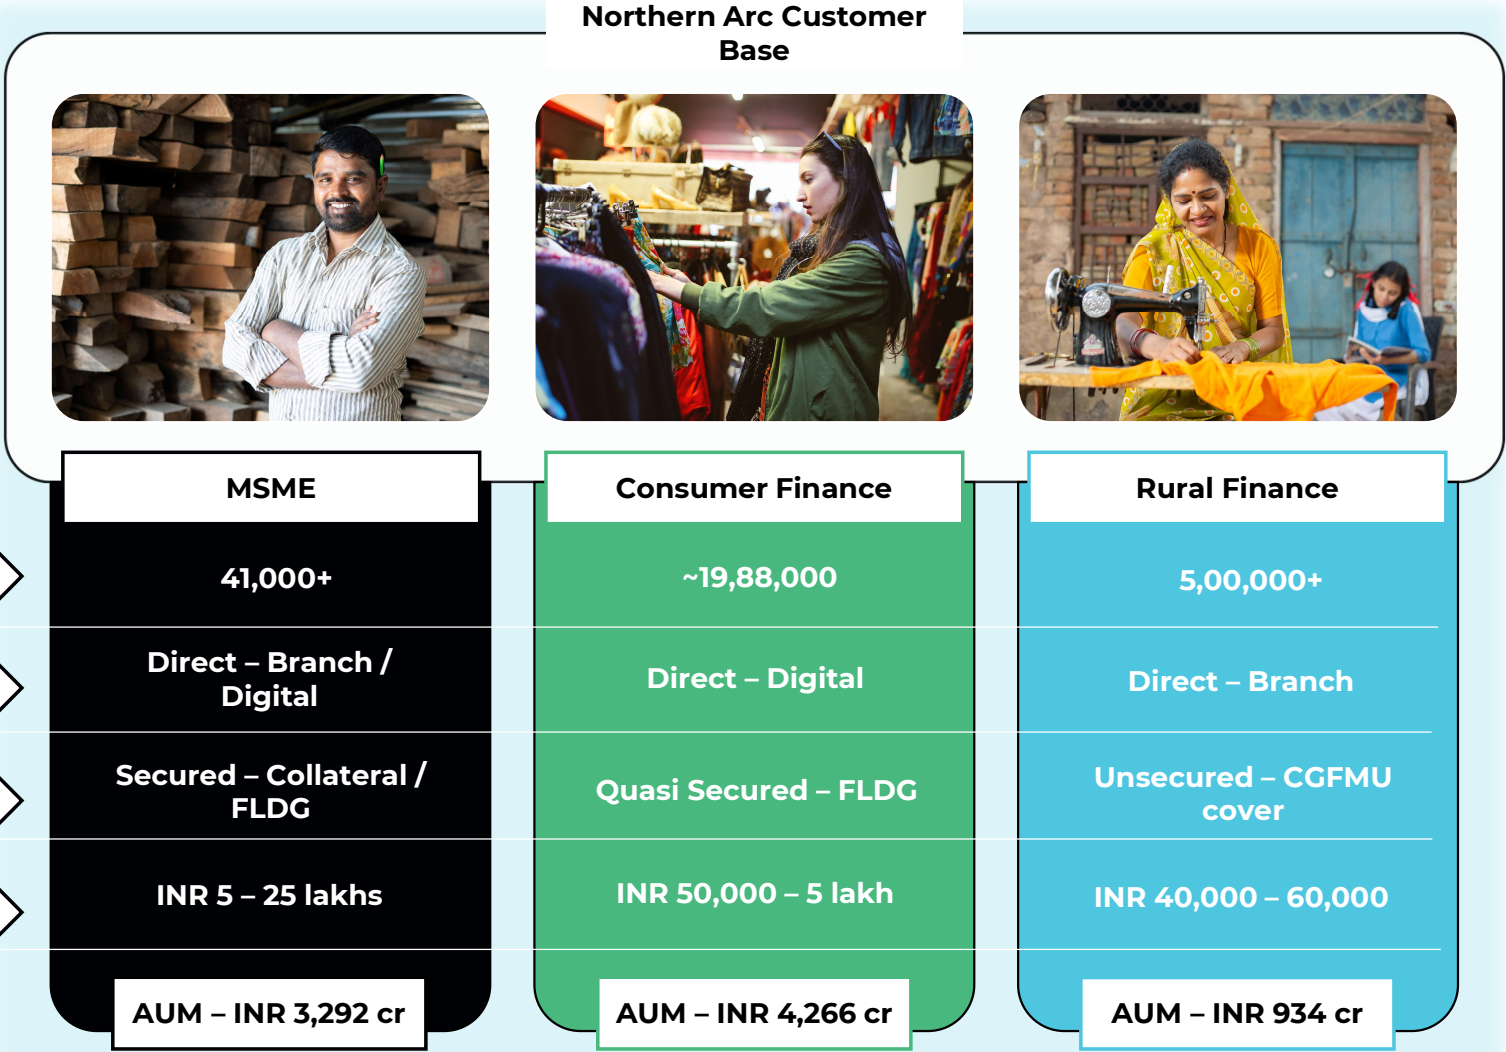 Northern Arc Customer
Base
MSME
Consumer Finance
Rural Finance
41,000+
~19,88,000
5,00,000+
Direct – Branch /
Digital
Direct – Digital
Direct – Branch
Secured – Collateral /
FLDG
Quasi Secured – FLDG
Unsecured – CGFMU
cover
INR 5 – 25 lakhs
INR 50,000 – 5 lakh
INR 40,000 – 60,000
AUM – INR 3,292 cr
AUM – INR 4,266 cr
AUM – INR 934 cr